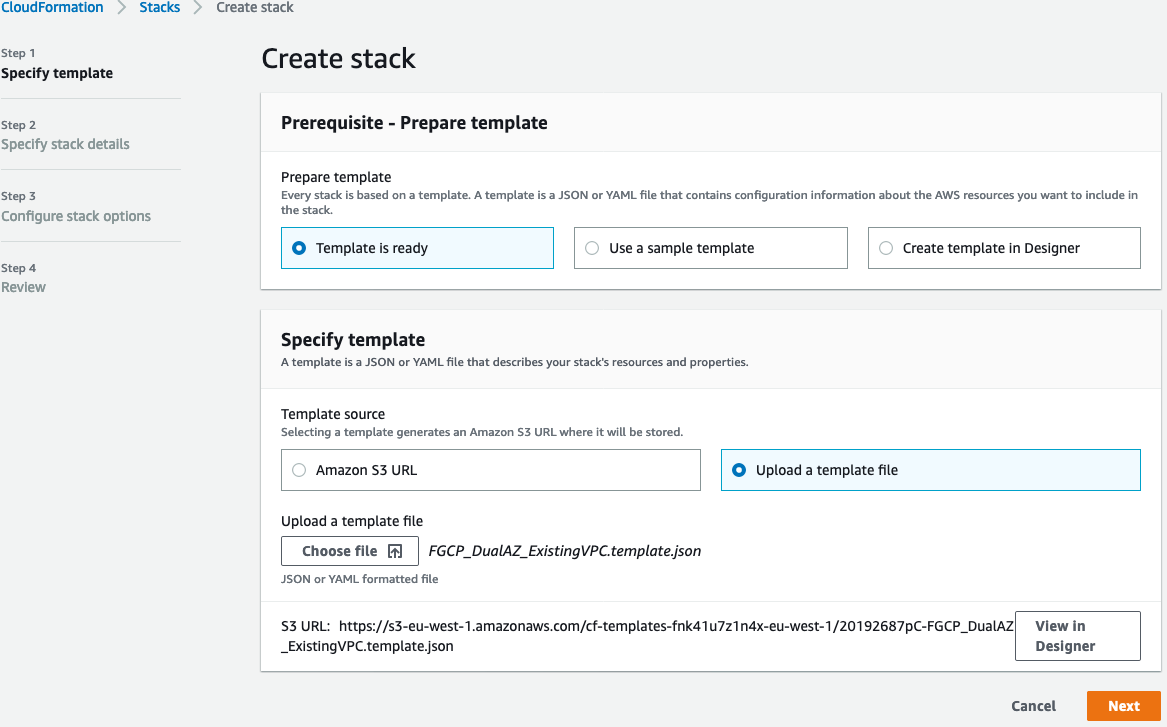 CloudFormation > Stacks > Create stack
Step 1
Specify template
Step 2
Specify stack details
Step 3
Configure stack options
Step 4
Review
Create stack
Prerequisite - Prepare template
Prepare template
Every stack is based on a template. A template is a JSON or YAML file that contains configuration information about the AWS resources you want to include in
the stack.
Template is ready
Use a sample template
Create template in Designer
Specify template
A template is a JSON or YAML file that describes your stack's resources and properties.
Template source
Selecting a template generates an Amazon S3 URL where it will be stored.
Amazon S3 URL
Upload a template file
Upload a template file
Choose file FGCP_DualAZ_ExistingVPC.template.json
JSON or YAML formatted file
S3 URL: https://s3-eu-west-1.amazonaws.com/cf-templates-fnk41u7z1n4x-eu-west-1/20192687pC-FGCP_DualAZ
_ExistingVPC.template.json
View in
Designer
Cancel
Next